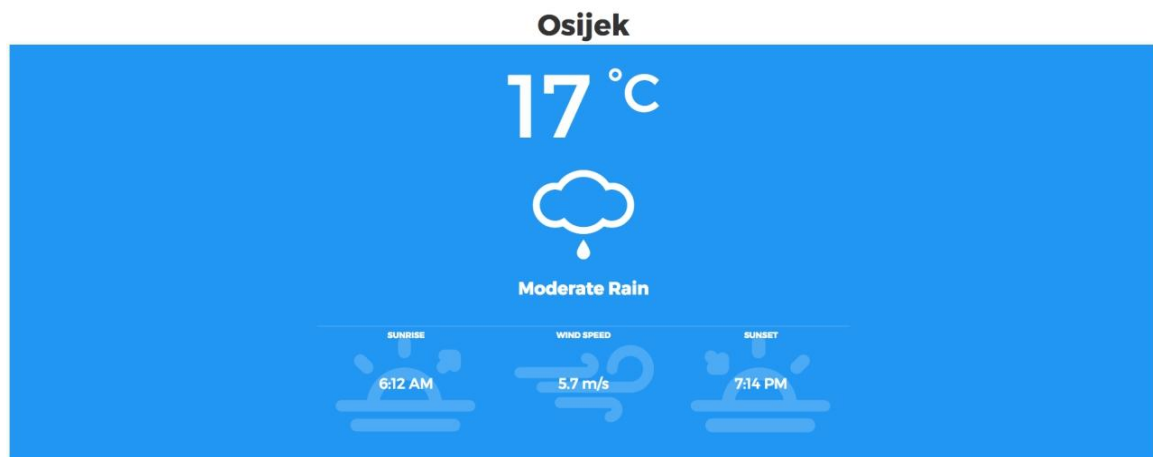 Osijek
17 °C
Moderate Rain
SUNRISE WIND SPEED SUNSET
6:12 AM 5.7 m/s 7:14 PM